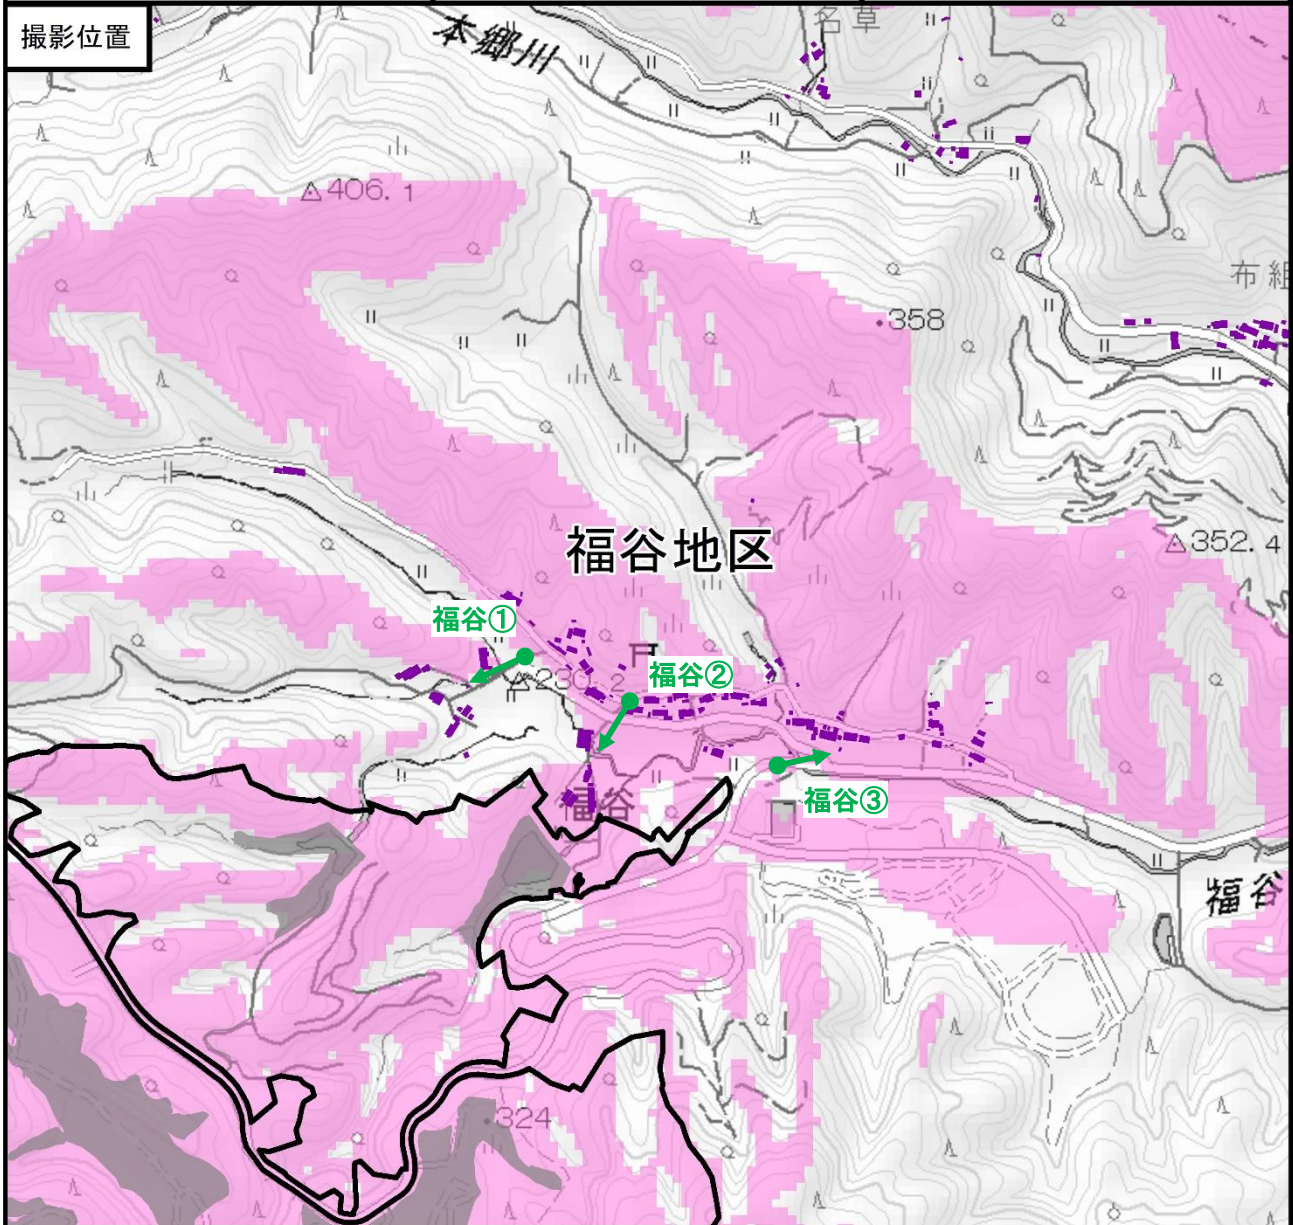 撮影位置
本郷川
名草
406.1
布組
358
福谷地区
352.4
福谷①
福谷②
230.2
福谷③
福谷
福谷
324